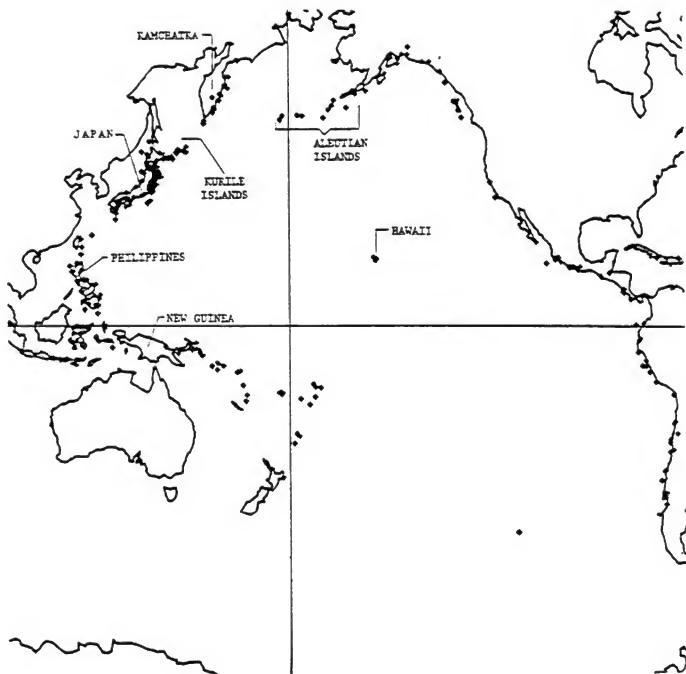 KAMCHATKA
JAPAN
ALEUTIAN
ISLANDS
KURILE
ISLANDS
HAWAII
PHILIPPINES
NEW GUINEA